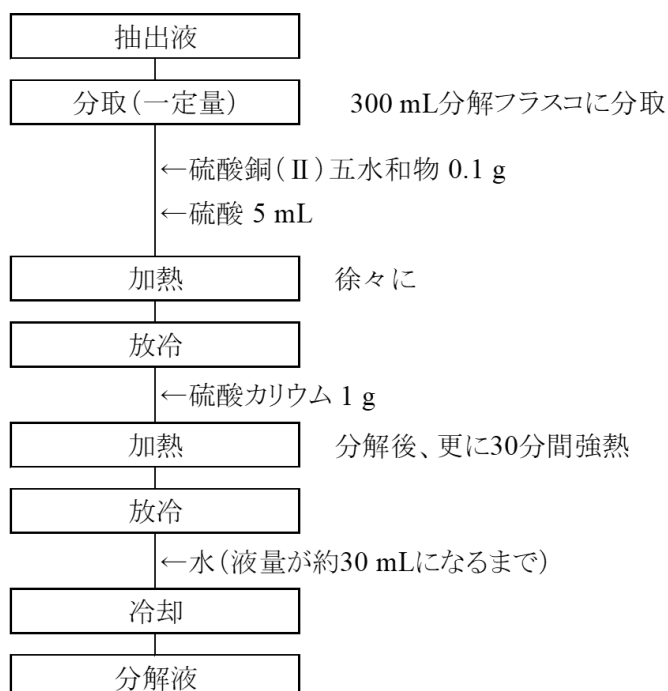 抽出液
分取(一定量) 300 mL分解フラスコに分取
←硫酸銅(Ⅱ)五水和物 0.1 g
←硫酸 5 mL
加熱 徐々に
放冷
←硫酸カリウム 1 g
加熱 分解後、更に30分間強熱
放冷
←水(液量が約30 mLになるまで)
冷却
分解液